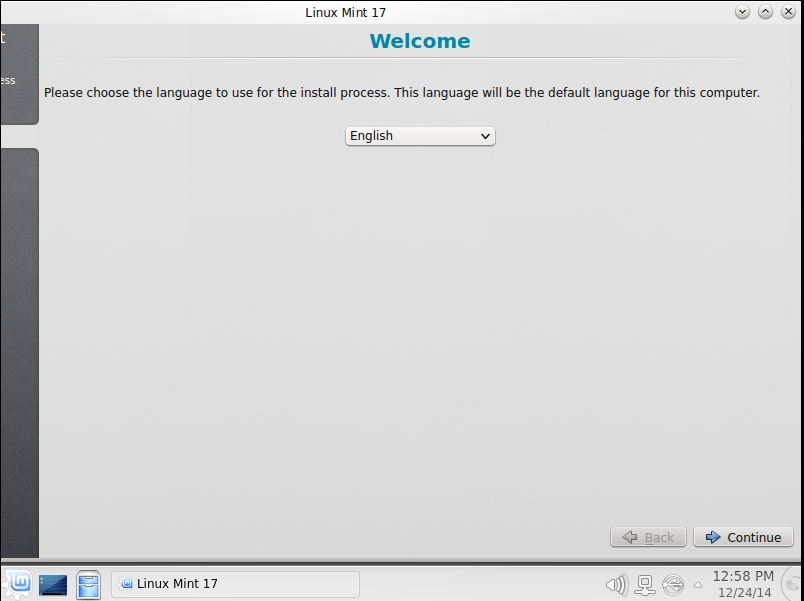 Linux Mint 17
t
Welcome
ess
Please choose the language to use for the install process. This language will be the default language for this computer.
English
Back
Continue
Linux Mint 17
12:58 PM
12/24/14